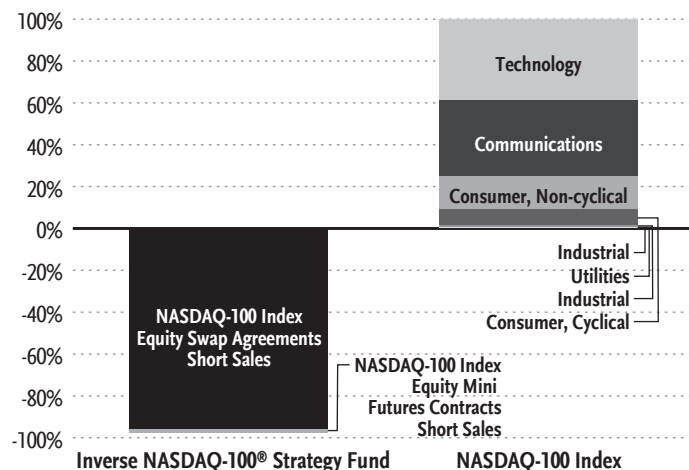 100%
80%
60%
40%
20%
0%
-20%
-40%
-60%
-80%
-100%
NASDAQ-100 Index
Equity Swap Agreements
Short Sales
NASDAQ-100 Index
Equity Mini
Futures Contracts
Short Sales
Technology
Communications
Consumer, Non-cyclical
Industrial
Utilities
Industrial
Consumer, Cyclical
Inverse NASDAQ-100® Strategy Fund
NASDAQ-100 Index